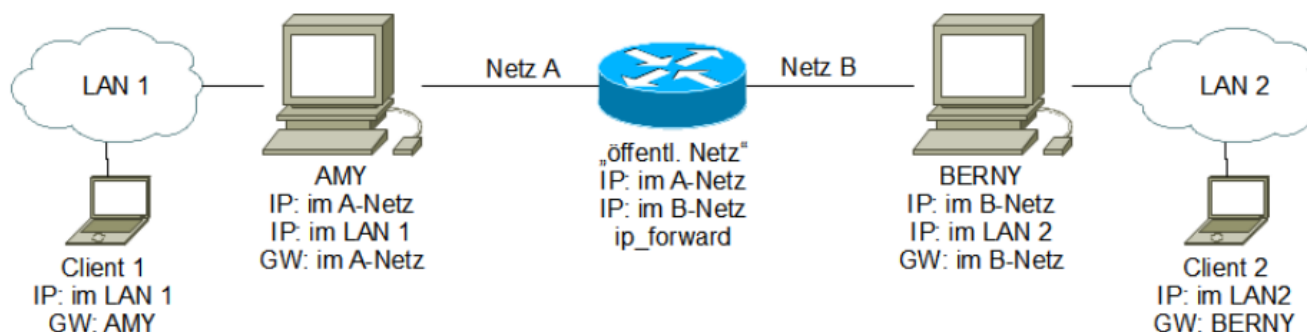 LAN 1
Netz A
Netz B
LAN 2
Client 1
IP: im LAN 1
GW: AMY
AMY
IP: im A-Netz
IP: im LAN 1
GW: im A-Netz
„öffentl. Netz“
IP: im A-Netz
IP: im B-Netz
ip_forward
BERNY
IP: im B-Netz
IP: im LAN 2
GW: im B-Netz
Client 2
IP: im LAN2
GW: BERNY